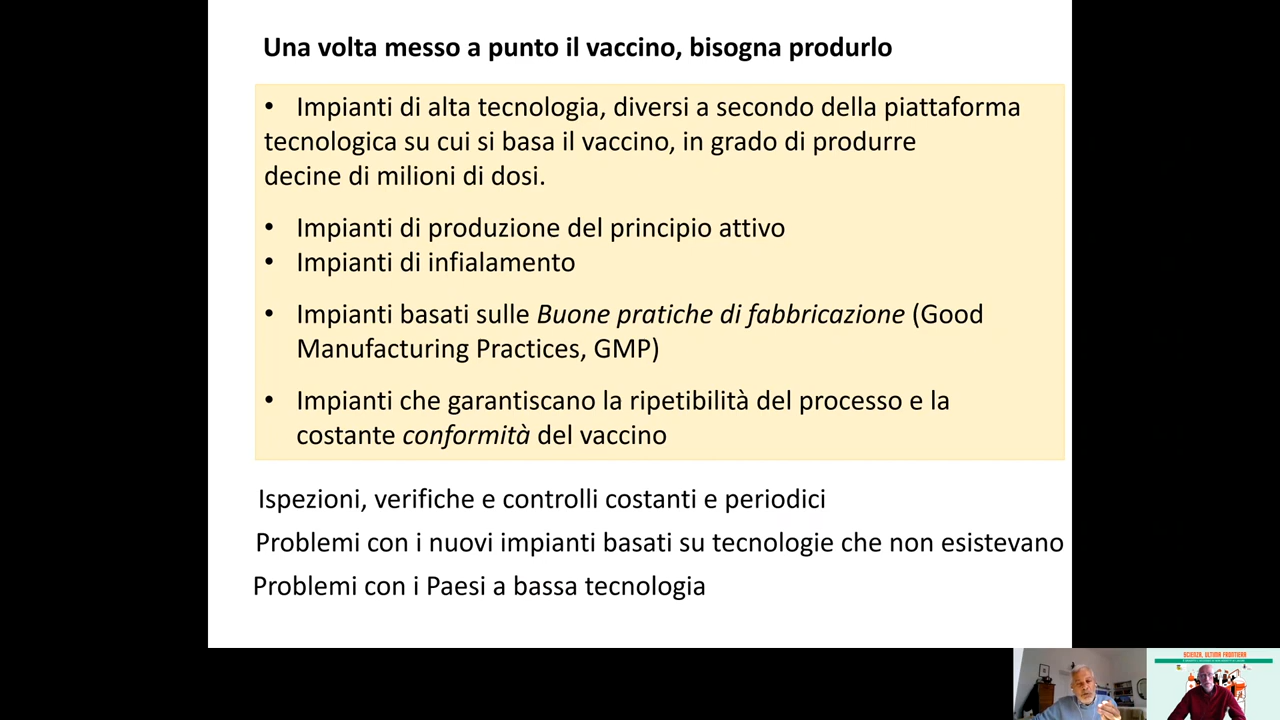 Una volta messo a punto il vaccino, bisogna produrlo
• Impianti di alta tecnologia, diversi a secondo della piattaforma
tecnologica su cui si basa il vaccino, in grado di produrre
decine di milioni di dosi.
• Impianti di produzione del principio attivo
• Impianti di infialamento
• Impianti basati sulle Buone pratiche di fabbricazione (Good
Manufacturing Practices, GMP)
• Impianti che garantiscano la ripetibilità del processo e la
costante conformità del vaccino
Ispezioni, verifiche e controlli costanti e periodici
Problemi con i nuovi impianti basati su tecnologie che non esistevano
Problemi con i Paesi a bassa tecnologia
SCIENZA, ULTIMA FRONTIERA